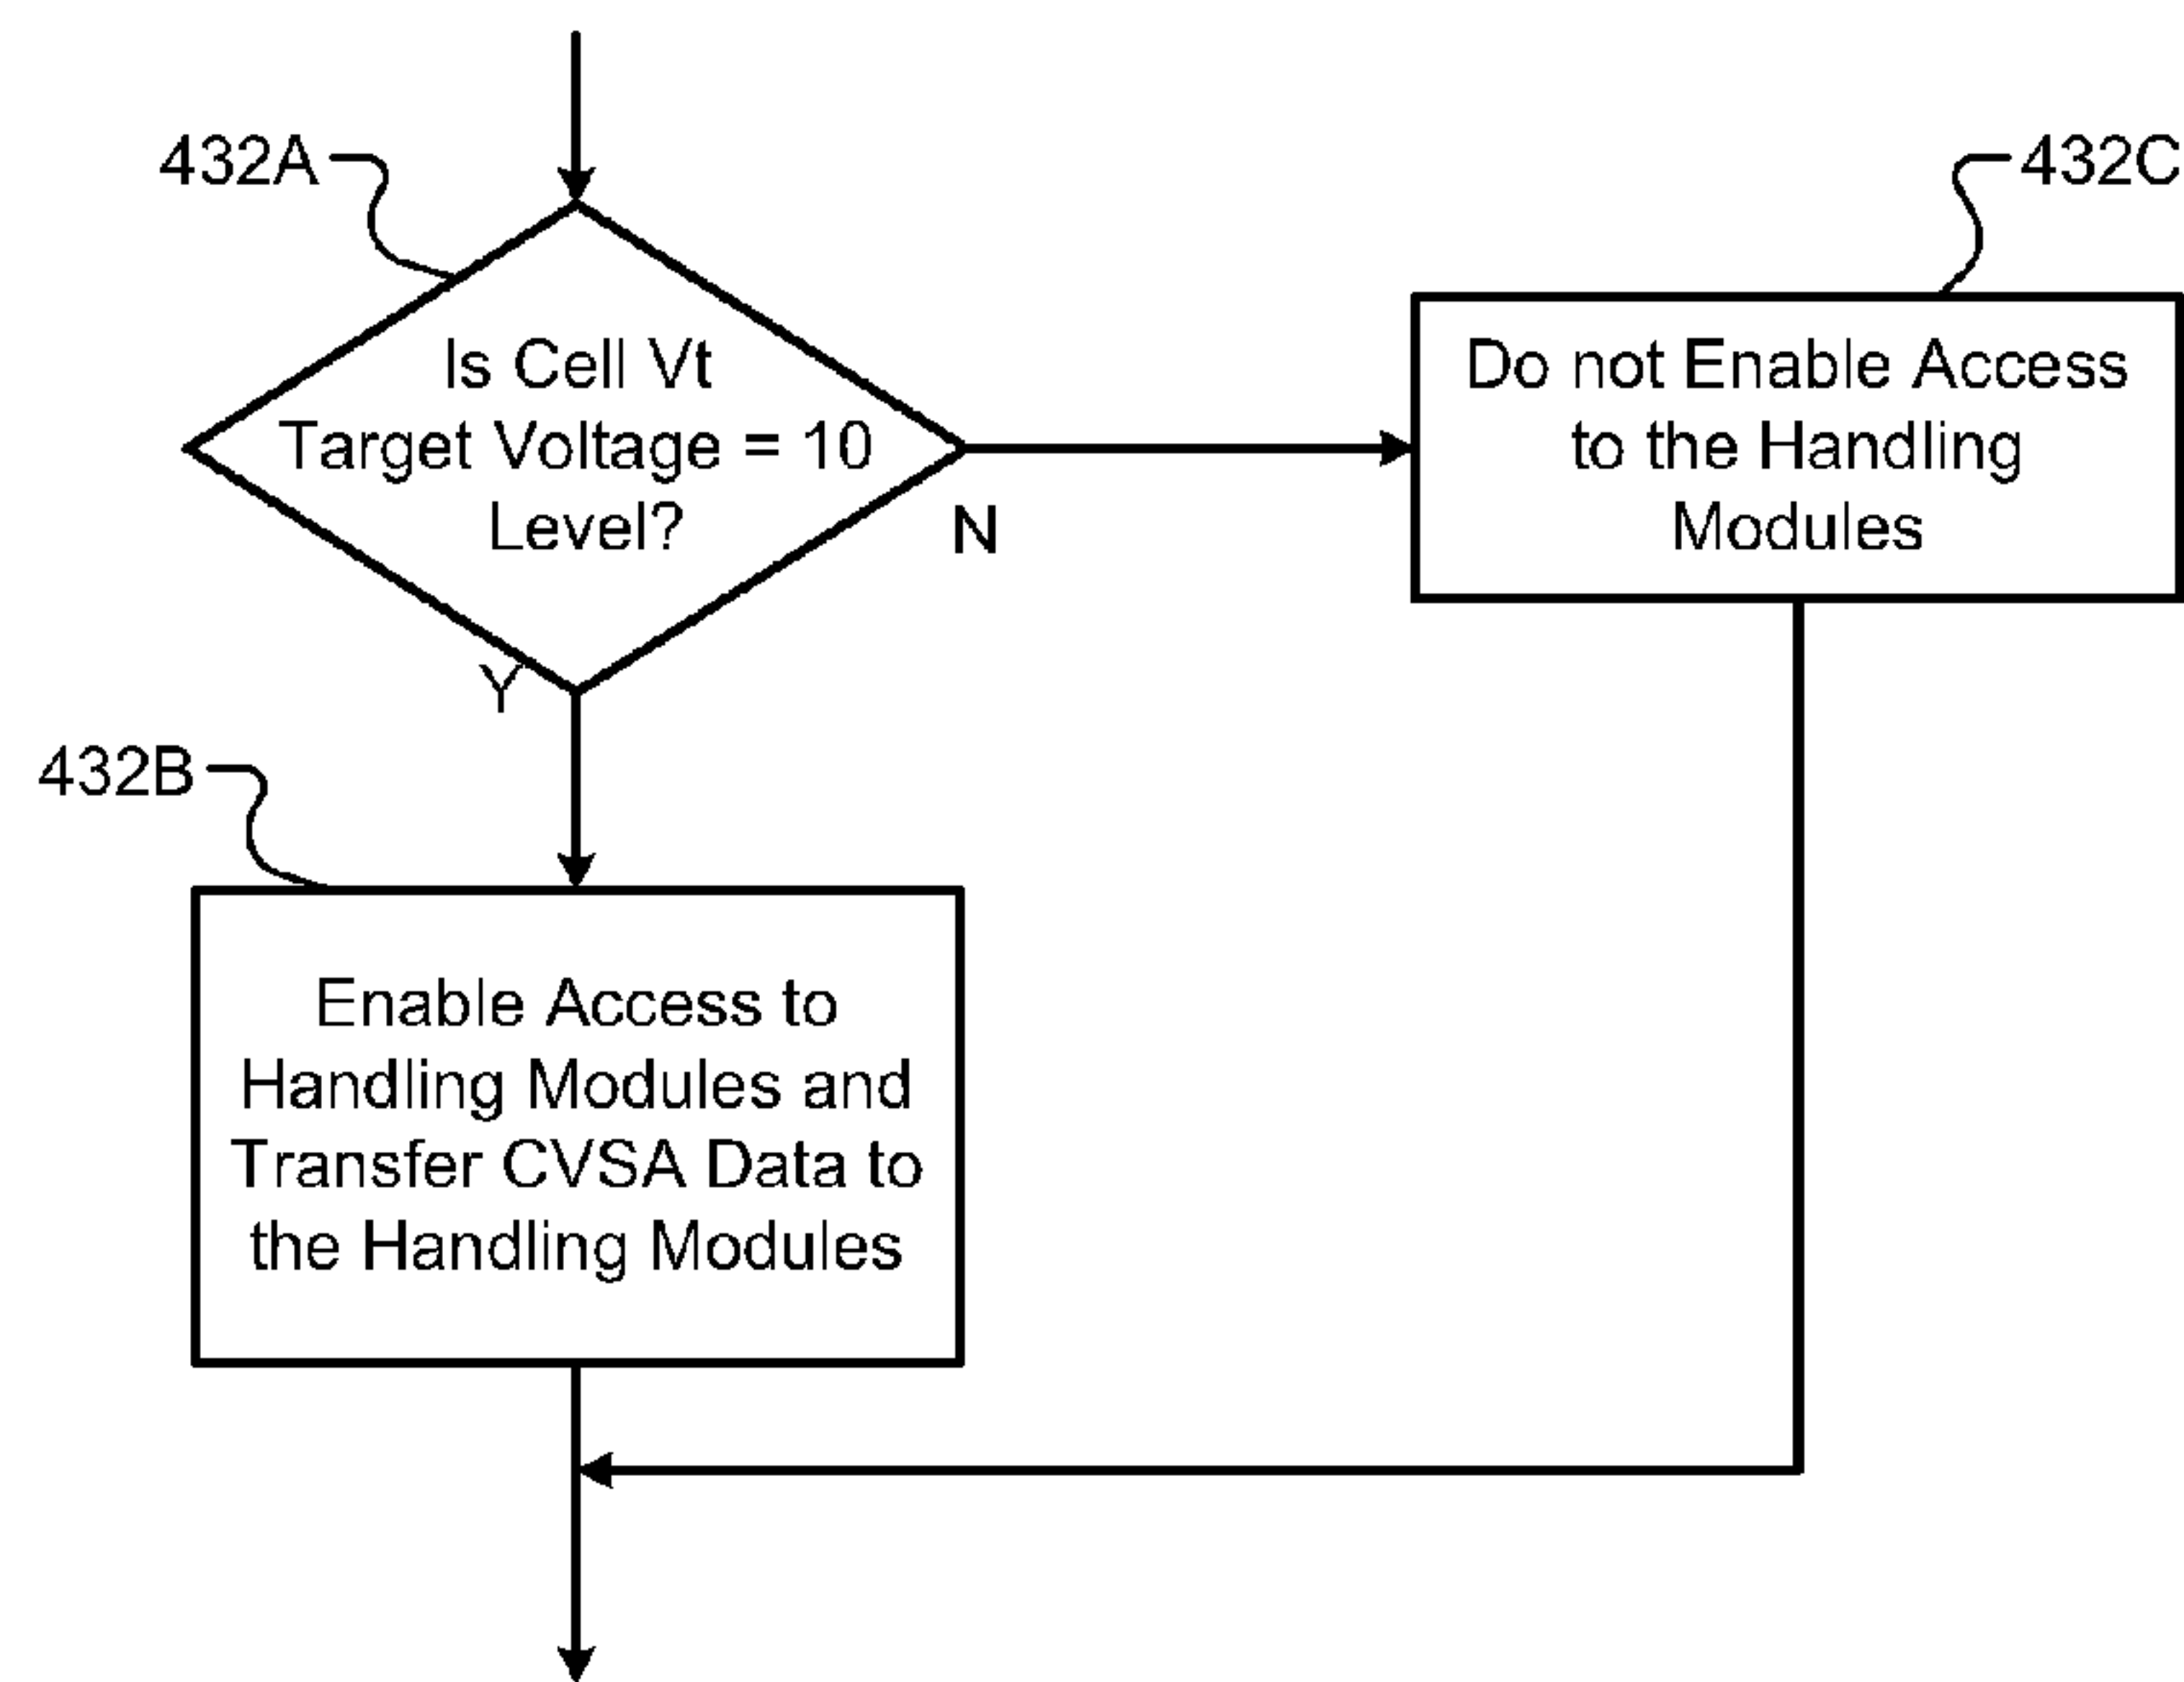 432A
432C
Is Cell Vt
Target Voltage = 10
Level?
N
Y
Do not Enable Access
to the Handling
Modules
432B
Enable Access to
Handling Modules and
Transfer CVSA Data to
the Handling Modules